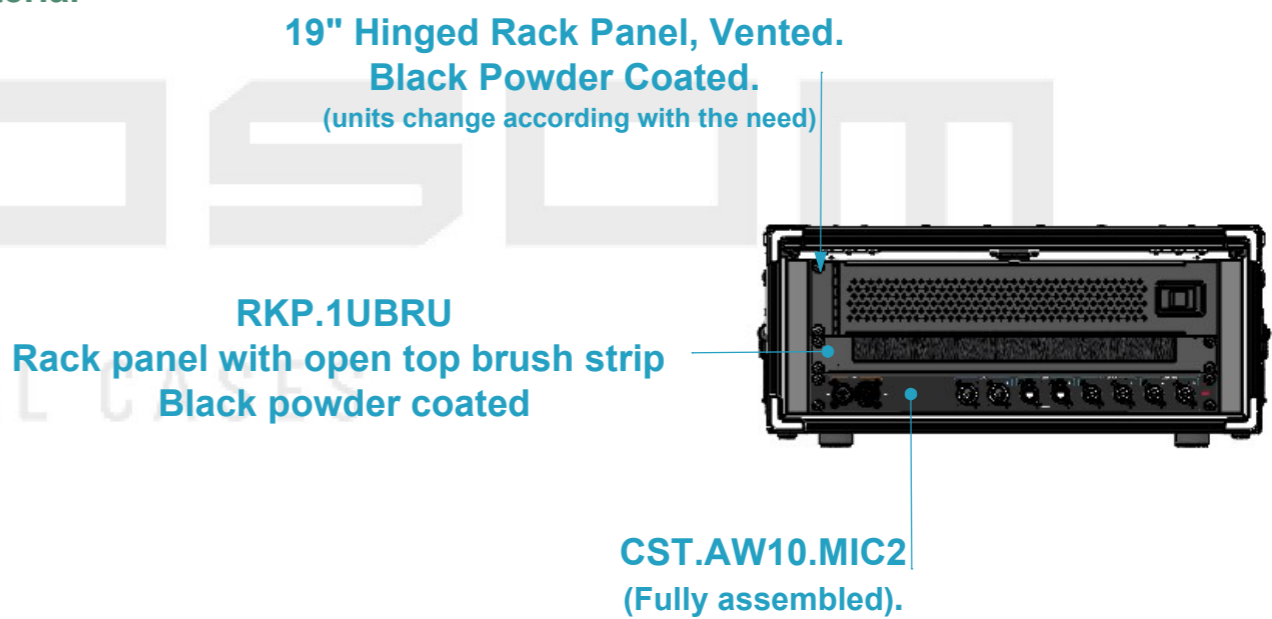 19" Hinged Rack Panel, Vented.
Black Powder Coated.
(units change according with the need)
RKP.1UBRU
Rack panel with open top brush strip
Black powder coated
L CASES
CST.AW10.MIC2
(Fully assembled).